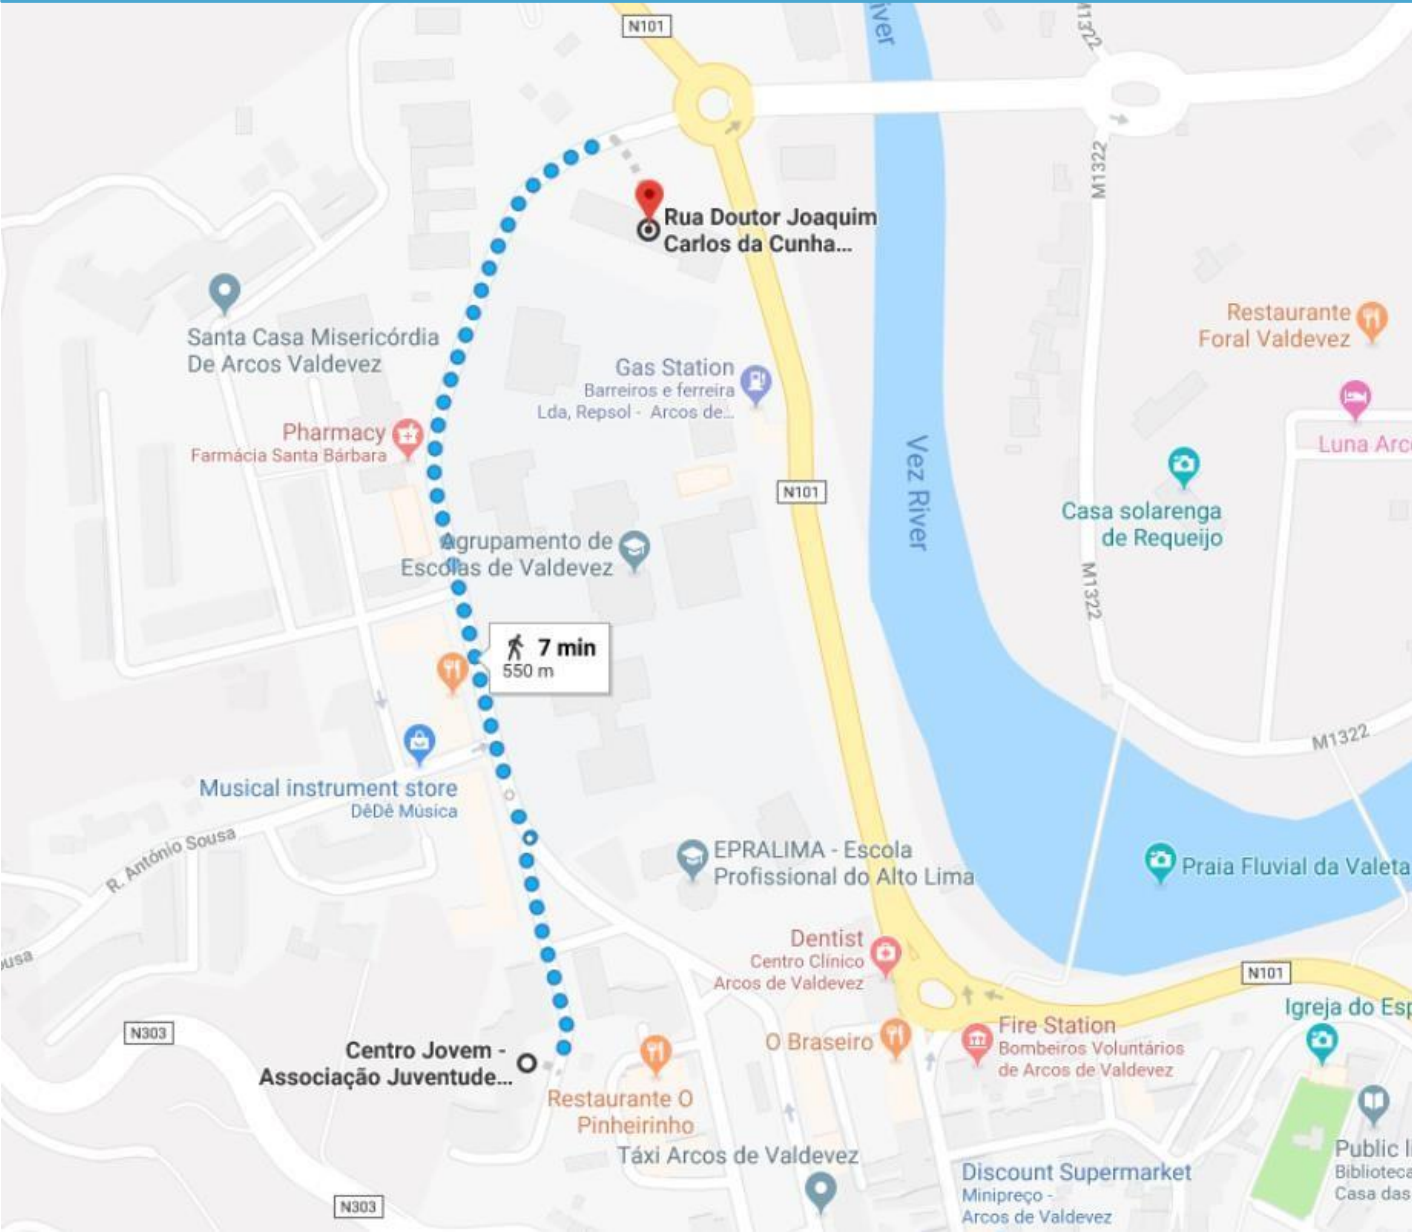 N101
River
M1322
Rua Doutor Joaquim
Carlos da Cunha...
M1322
Santa Casa Misericórdia
De Arcos Valdevez
Restaurante
Foral Valdevez
Gas Station
Barreiros e ferreira
Lda, Repsol - Arcos de...
Pharmacy
Farmácia Santa Bárbara
Luna Arc
Vez River
N101
Casa solarenga
de Requeijo
Agrupamento de
Escolas de Valdevez
M1322
7 min
550 m
M1322
Musical instrument store
DêDê Música
R. António Sousa
EPRALIMA - Escola
Profissional do Alto Lima
Praia Fluvial da Valeta
Dentist
Centro Clínico
Arcos de Valdevez
ousa
N101
N303
Igreja do Esp
Fire Station
Bombeiros Voluntários
de Arcos de Valdevez
O Braseiro
Centro Jovem -
Associação Juventude...
Restaurante O
Pinheirinho
Táxi Arcos de Valdevez
Public
Biblioteca
Casa das
Discount Supermarket
Minipreço -
Arcos de Valdevez
N303